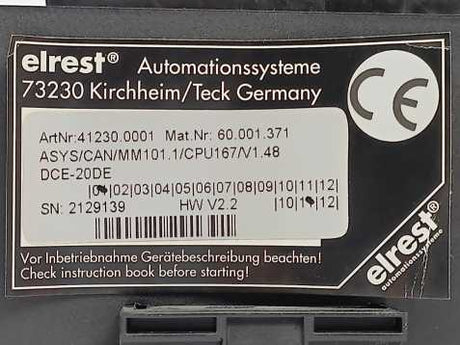 elrest® Automationssysteme
73230 Kirchheim/Teck Germany
CE
ArtNr:41230.0001 Mat.Nr: 60.001.371
ASYS/CAN/MM101.1/CPU167/V1.48
DCE-20DE
|02|03|04|05|06|07|08|09|10|11|12|
SN: 2129139 HW V2.2 |10| |12|
elrest®
automationssysteme
Vor Inbetriebnahme Gerätebeschreibung beachten!
Check instruction book before starting!